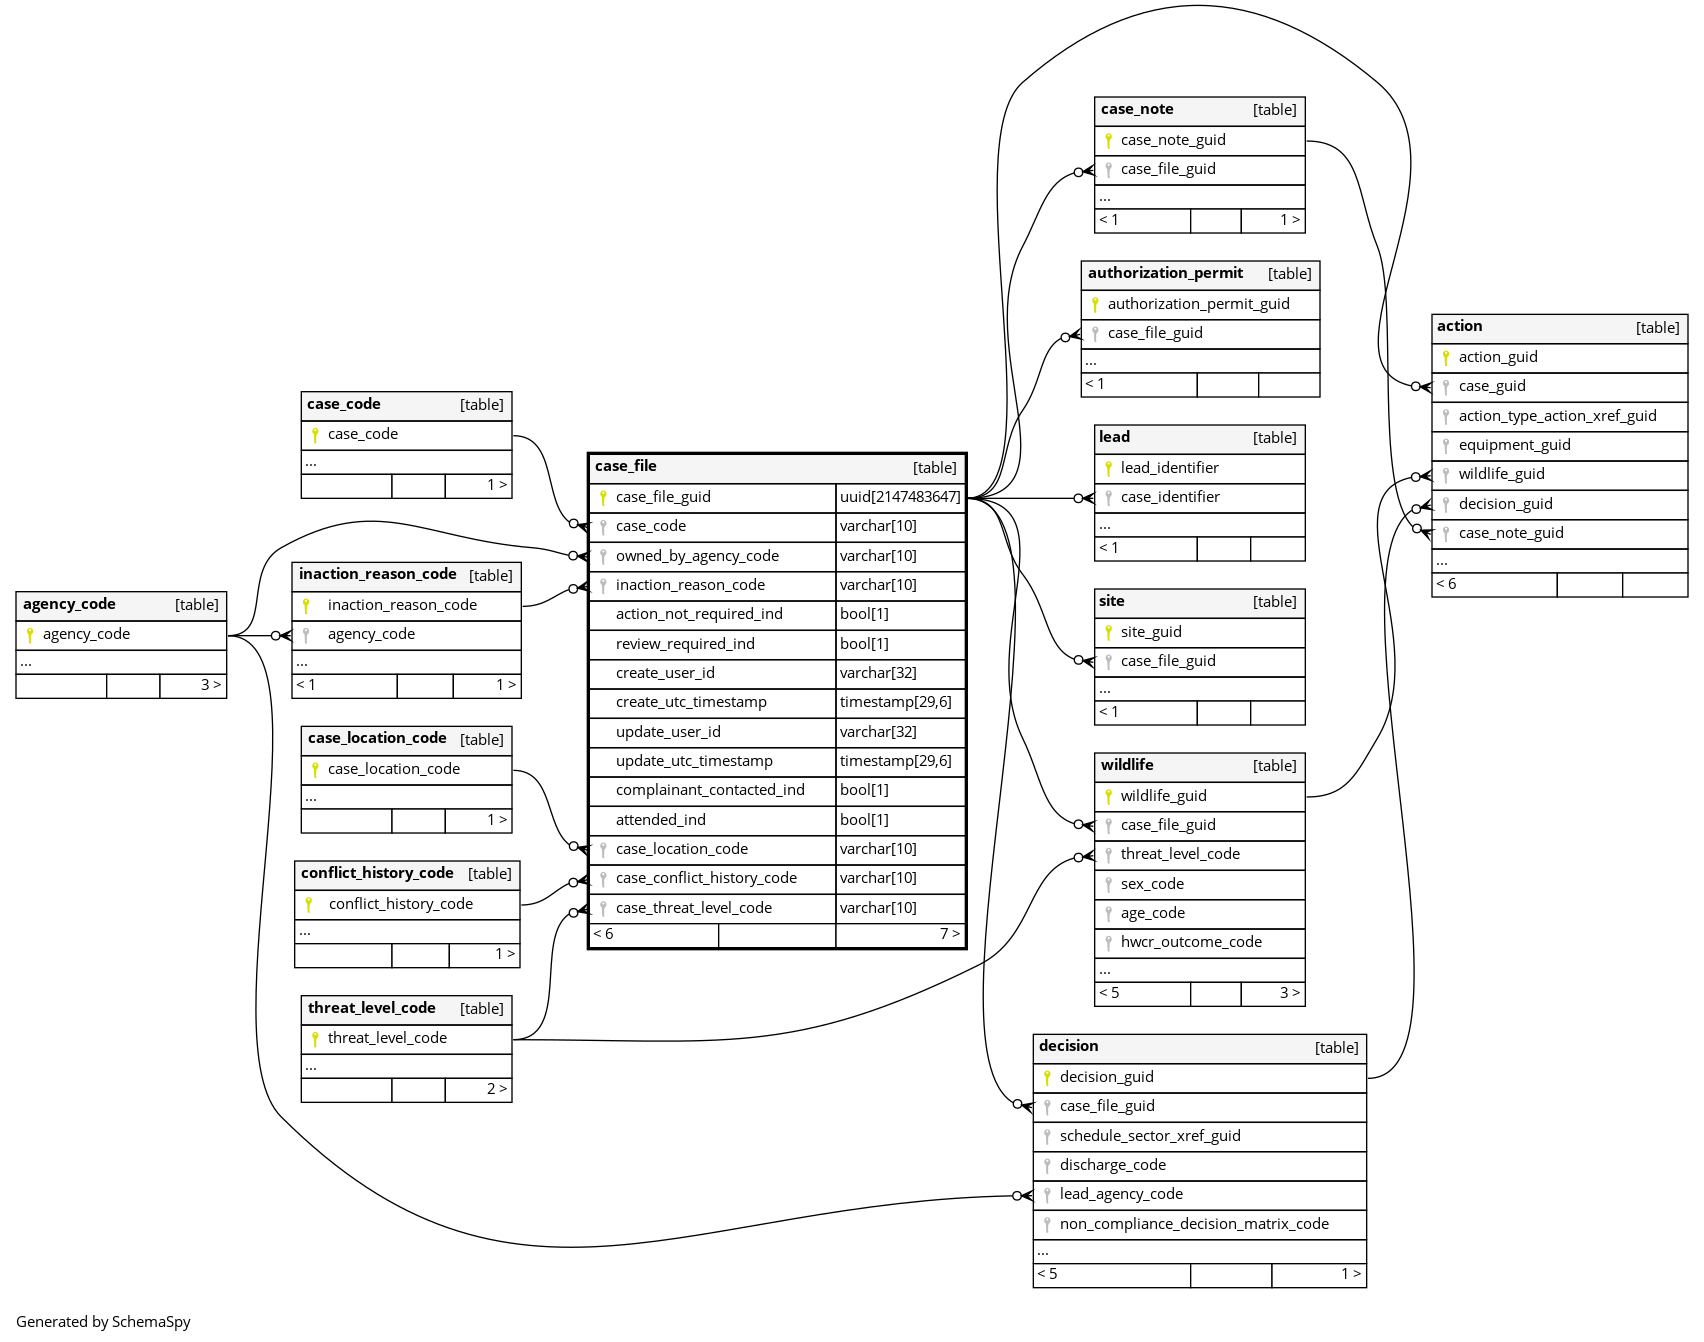 case_note [table]
case_note_guid
case_file_guid
...
< 1 1 >
authorization_permit [table]
authorization_permit_guid
case_file_guid
...
< 1
action [table]
action_guid
case_guid
action_type_action_xref_guid
equipment_guid
wildlife_guid
decision_guid
case_note_guid
...
< 6
case_code [table]
case_code
...
1 >
lead [table]
lead_identifier
case_identifier
...
< 1
case_file [table]
case_file_guid uuid[2147483647]
case_code varchar[10]
owned_by_agency_code varchar[10]
inaction_reason_code varchar[10]
action_not_required_ind bool[1]
review_required_ind bool[1]
create_user_id varchar[32]
create_utc_timestamp timestamp[29,6]
update_user_id varchar[32]
update_utc_timestamp timestamp[29,6]
complainant_contacted_ind bool[1]
attended_ind bool[1]
case_location_code varchar[10]
case_conflict_history_code varchar[10]
case_threat_level_code varchar[10]
< 6 7 >
inaction_reason_code [table]
inaction_reason_code
agency_code
...
< 1 1 >
agency_code [table]
agency_code
...
3 >
site [table]
site_guid
case_file_guid
...
< 1
case_location_code [table]
case_location_code
...
1 >
wildlife [table]
wildlife_guid
case_file_guid
threat_level_code
sex_code
age_code
hwcr_outcome_code
...
< 5 3 >
conflict_history_code [table]
conflict_history_code
...
1 >
threat_level_code [table]
threat_level_code
...
2 >
decision [table]
decision_guid
case_file_guid
schedule_sector_xref_guid
discharge_code
lead_agency_code
non_compliance_decision_matrix_code
...
< 5 1 >
Generated by SchemaSpy